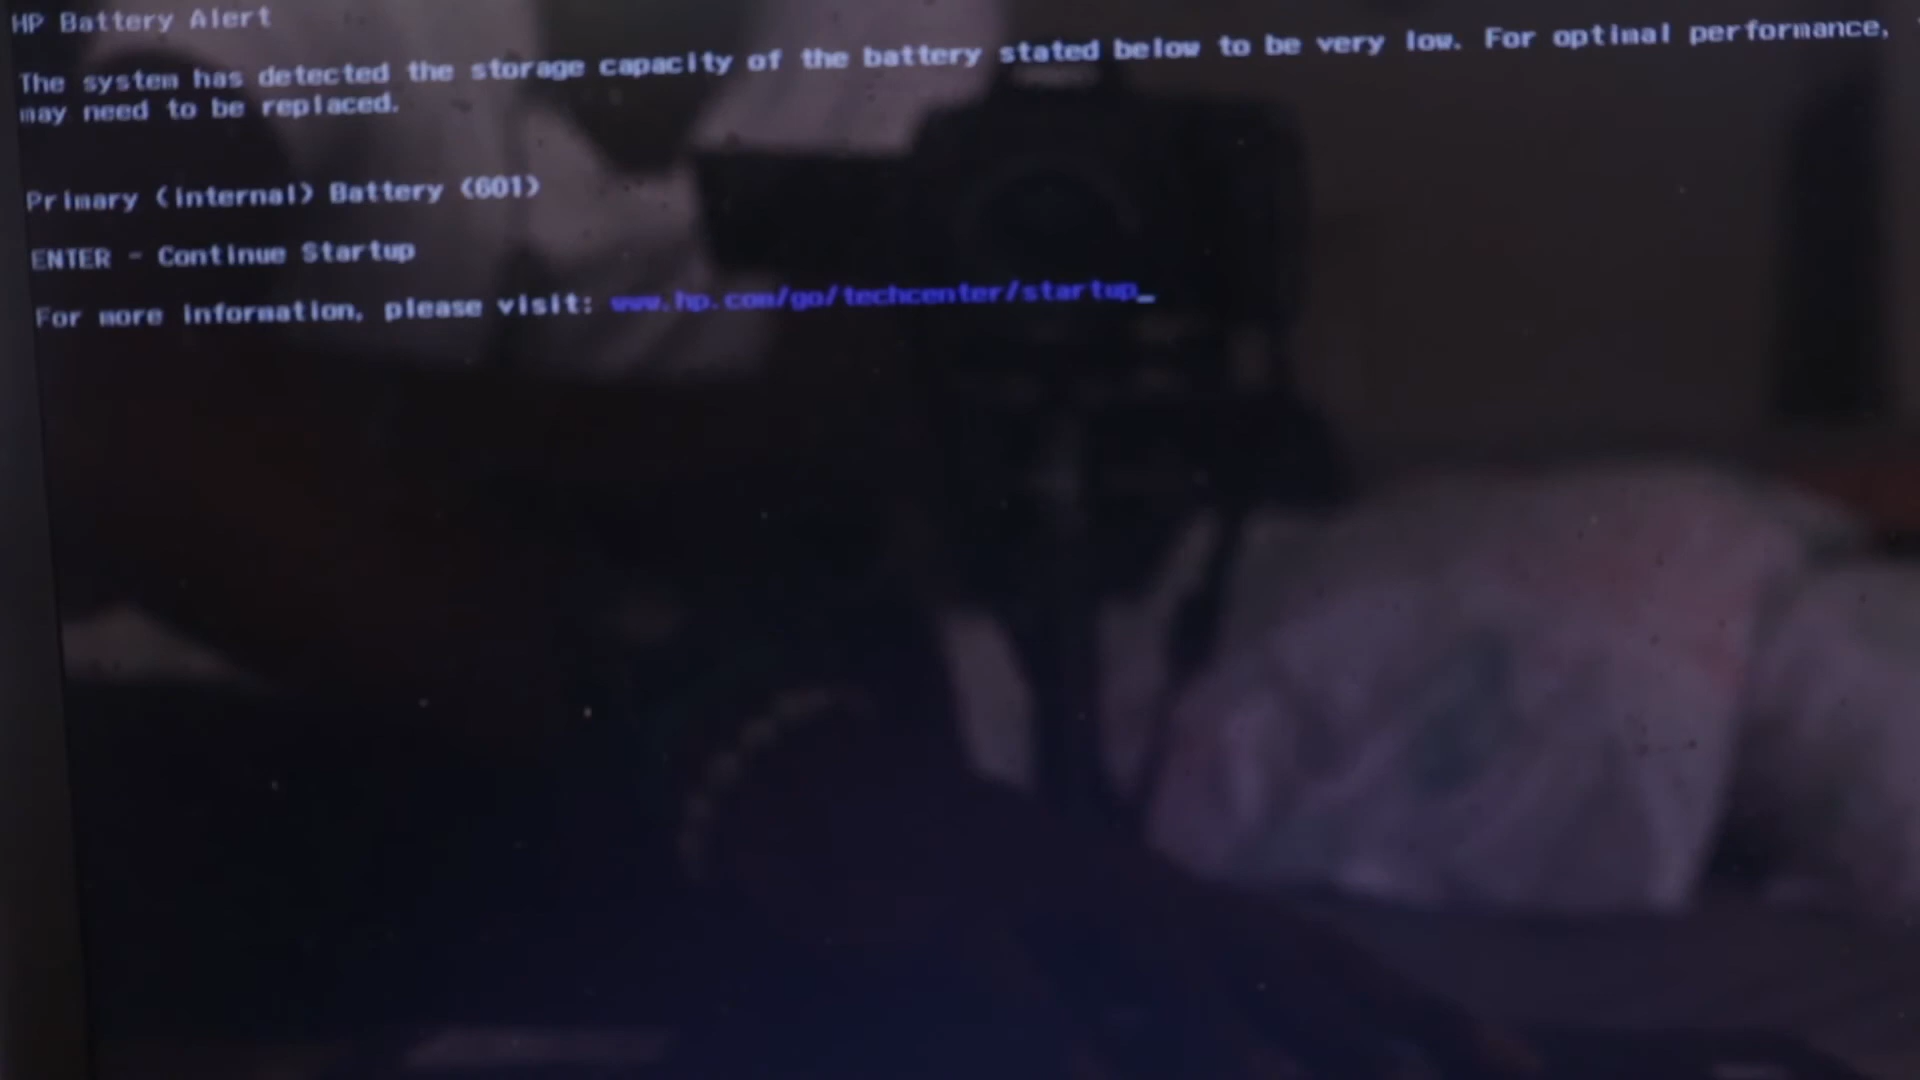 HP Battery Alert
The system has detected the storage capacity of the battery stated below to be very low. For optimal performance,
may need to be replaced.
Primary (internal) Battery (601)
ENTER - Continue Startup
For more information, please visit: www.hp.com/go/techcenter/startup_